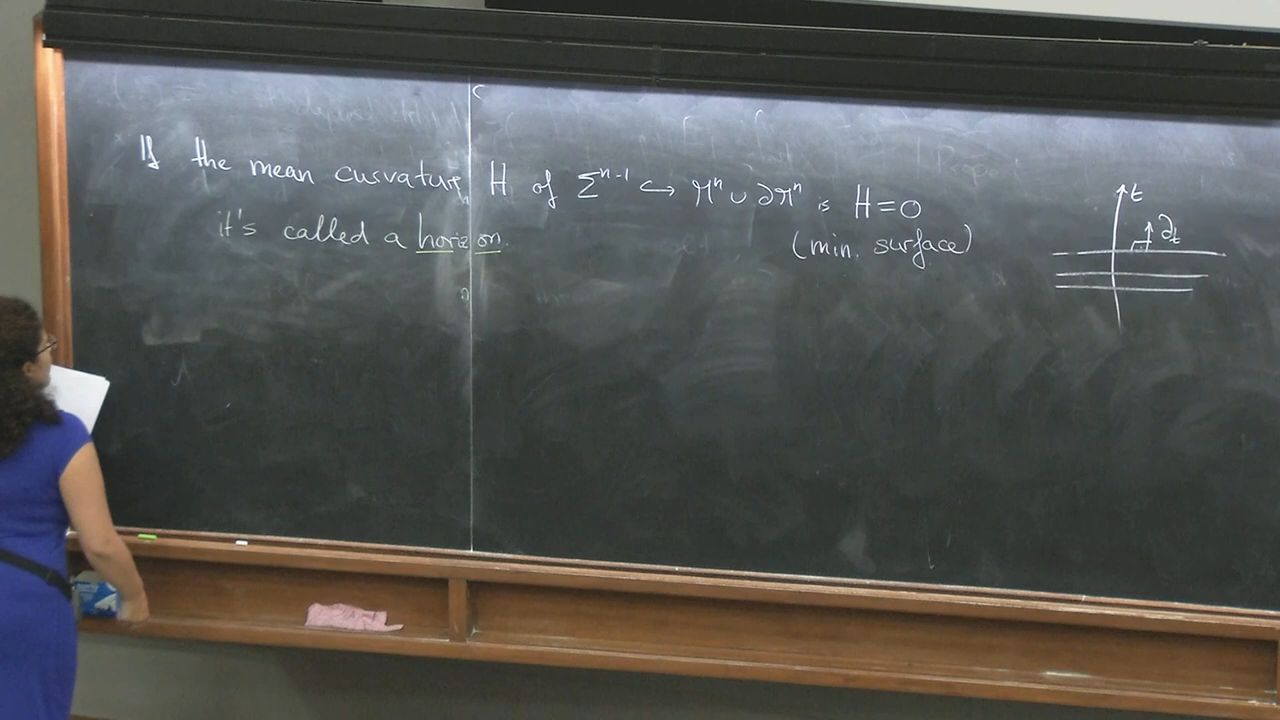 If the mean curvature H of Σⁿ⁻¹ ↪ Mⁿ ∪ ∂Mⁿ is H=0
it's called a horizon. (min. surface)
t
∂t